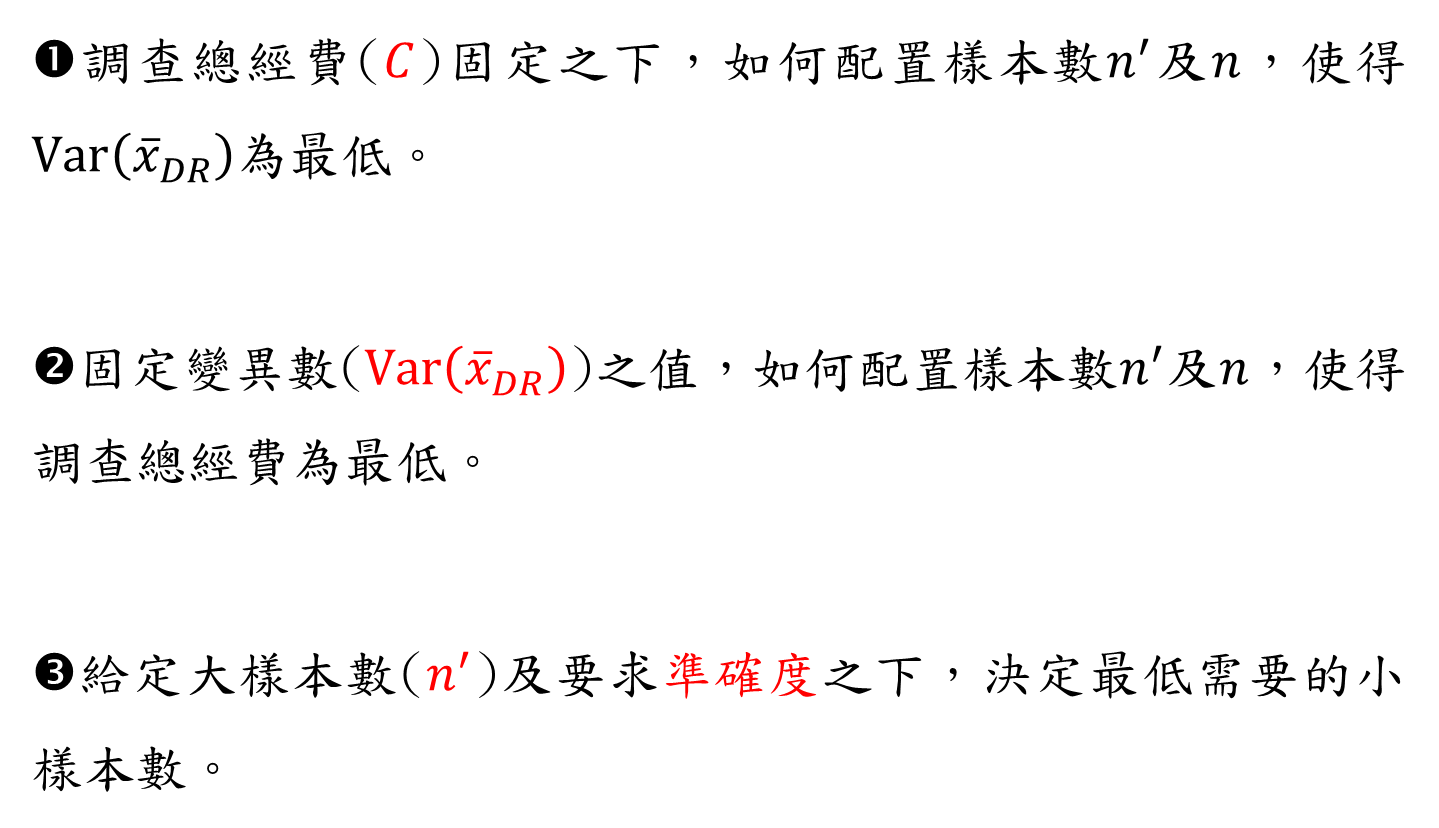 ❶調查總經費(C)固定之下，如何配置樣本數n′及n，使得
Var(x̄_DR)為最低。
❷固定變異數(Var(x̄_DR))之值，如何配置樣本數n′及n，使得
調查總經費為最低。
❸給定大樣本數(n′)及要求準確度之下，決定最低需要的小
樣本數。